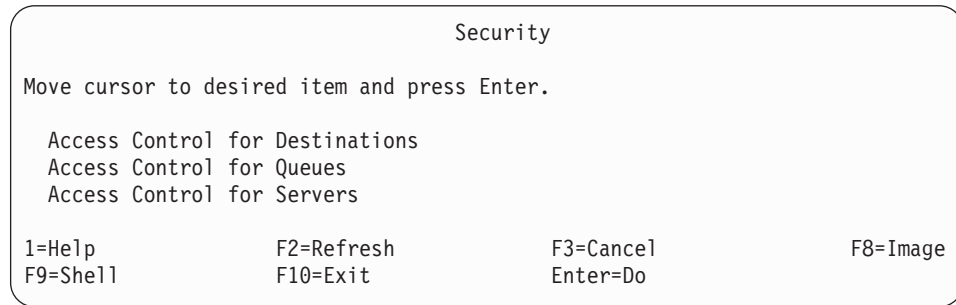 Security
Move cursor to desired item and press Enter.
Access Control for Destinations
Access Control for Queues
Access Control for Servers
1=Help F2=Refresh F3=Cancel F8=Image
F9=Shell F10=Exit Enter=Do